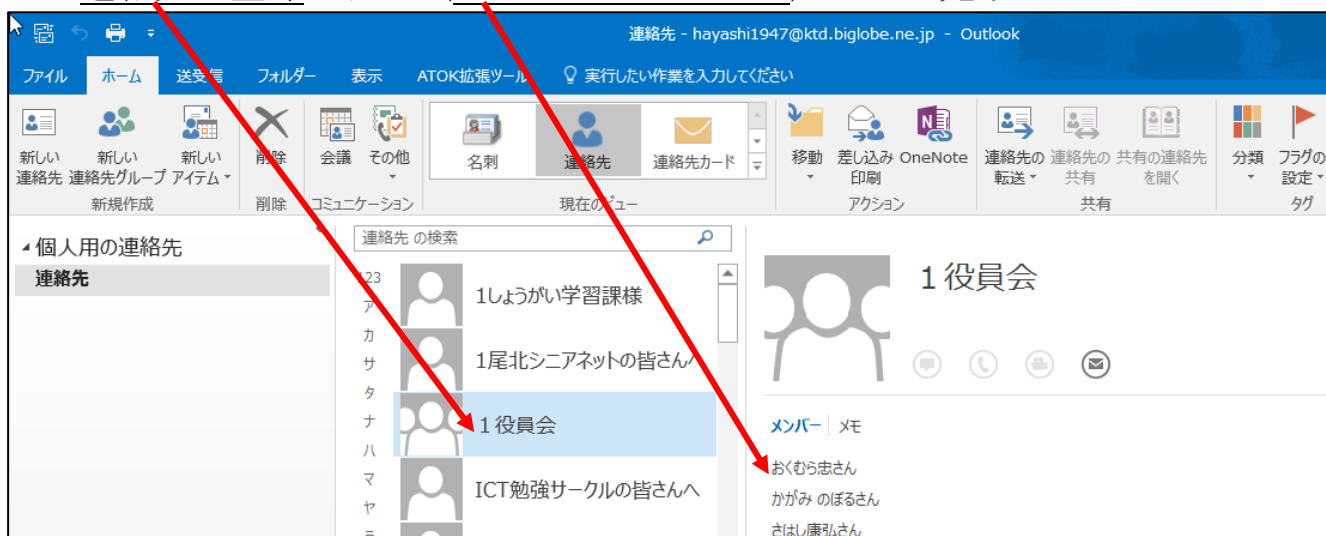 連絡先 - hayashi1947@ktd.biglobe.ne.jp - Outlook
ファイル ホーム 送受信 フォルダー 表示 ATOK拡張ツール 実行したい作業を入力してください
新しい 新しい 新しい 削除 会議 その他 名刺 連絡先 連絡先カード 移動 差し込み OneNote 連絡先の 連絡先の 共有の連絡先 分類 フラグの
連絡先 連絡先グループ アイテム 印刷 転送 共有 を開く 設定
新規作成 削除 コミュニケーション 現在のビュー アクション 共有 タグ
個人用の連絡先
連絡先
連絡先 の検索
123
ア
カ
サ
タ
ナ
ハ
マ
ヤ
1しょうがい学習課様
1尾北シニアネットの皆さんへ
1役員会
ICT勉強サークルの皆さんへ
1役員会
メンバー メモ
おくむら忠さん
かがみ のぼるさん
さはし康弘さん